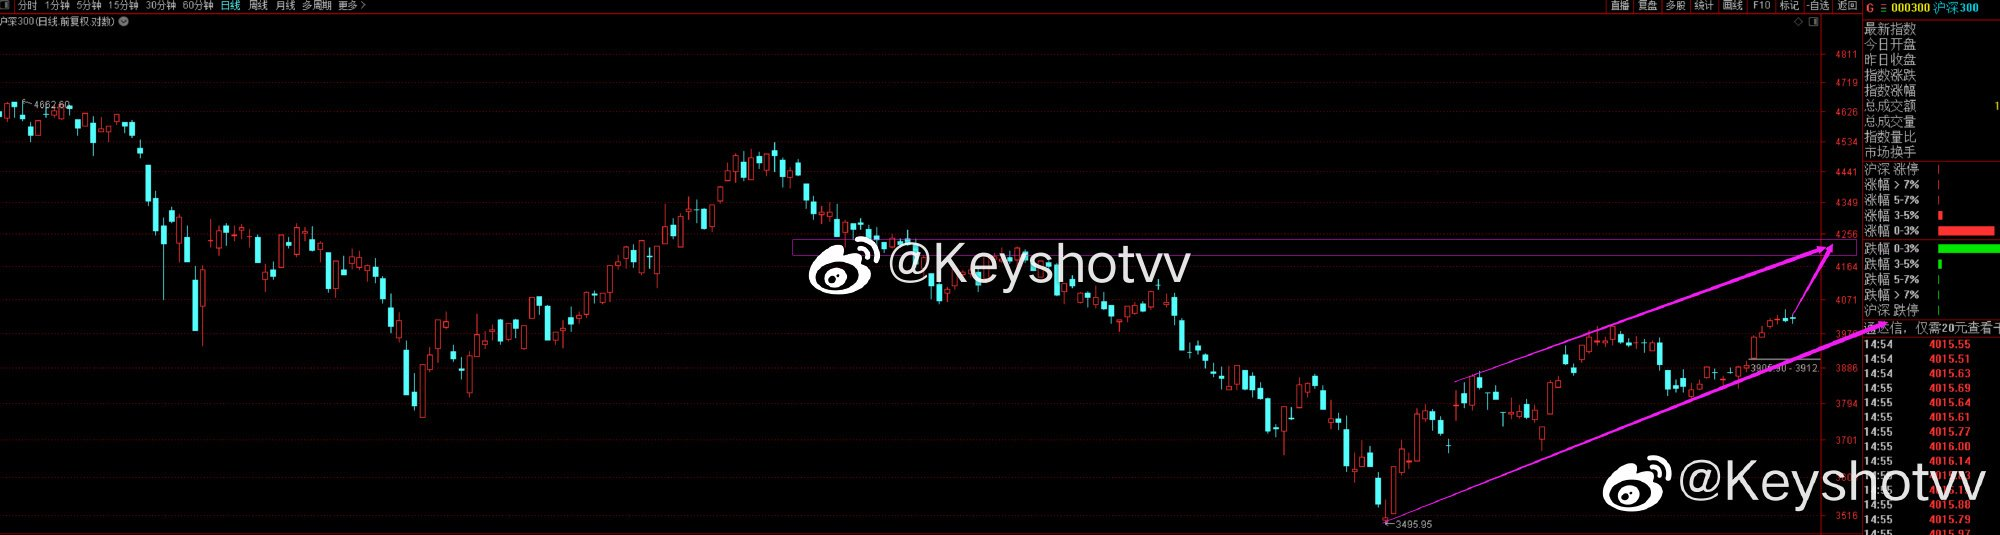 分时 1分钟 5分钟 15分钟 30分钟 60分钟 日线 周线 月线 多周期 更多>
直播 复盘 多股 统计 画线 F10 标记 -自选 返回
G 000300 沪深300
沪深300(日线.前复权.对数)
4662.60
3495.95
3905.30 - 3912.
4811
4719
4626
4534
4441
4349
4256
4164
4071
3886
3794
3701
3516
最新指数
今日开盘
昨日收盘
指数涨跌
指数涨幅
总成交额 1
总成交量
指数量比
市场换手
沪深 涨停
涨幅 > 7%
涨幅 5-7%
涨幅 3-5%
涨幅 0-3%
跌幅 0-3%
跌幅 3-5%
跌幅 5-7%
跌幅 > 7%
沪深 跌停
信，仅需20元查看千
14:54 4015.55
14:54 4015.51
14:54 4015.63
14:55 4015.69
14:55 4015.64
14:55 4015.61
14:55 4015.77
14:55 4016.00
14:55 4016.14
14:55 4015.88
14:55 4015.79
14:55 4015.97
@Keyshotvv
@Keyshotvv